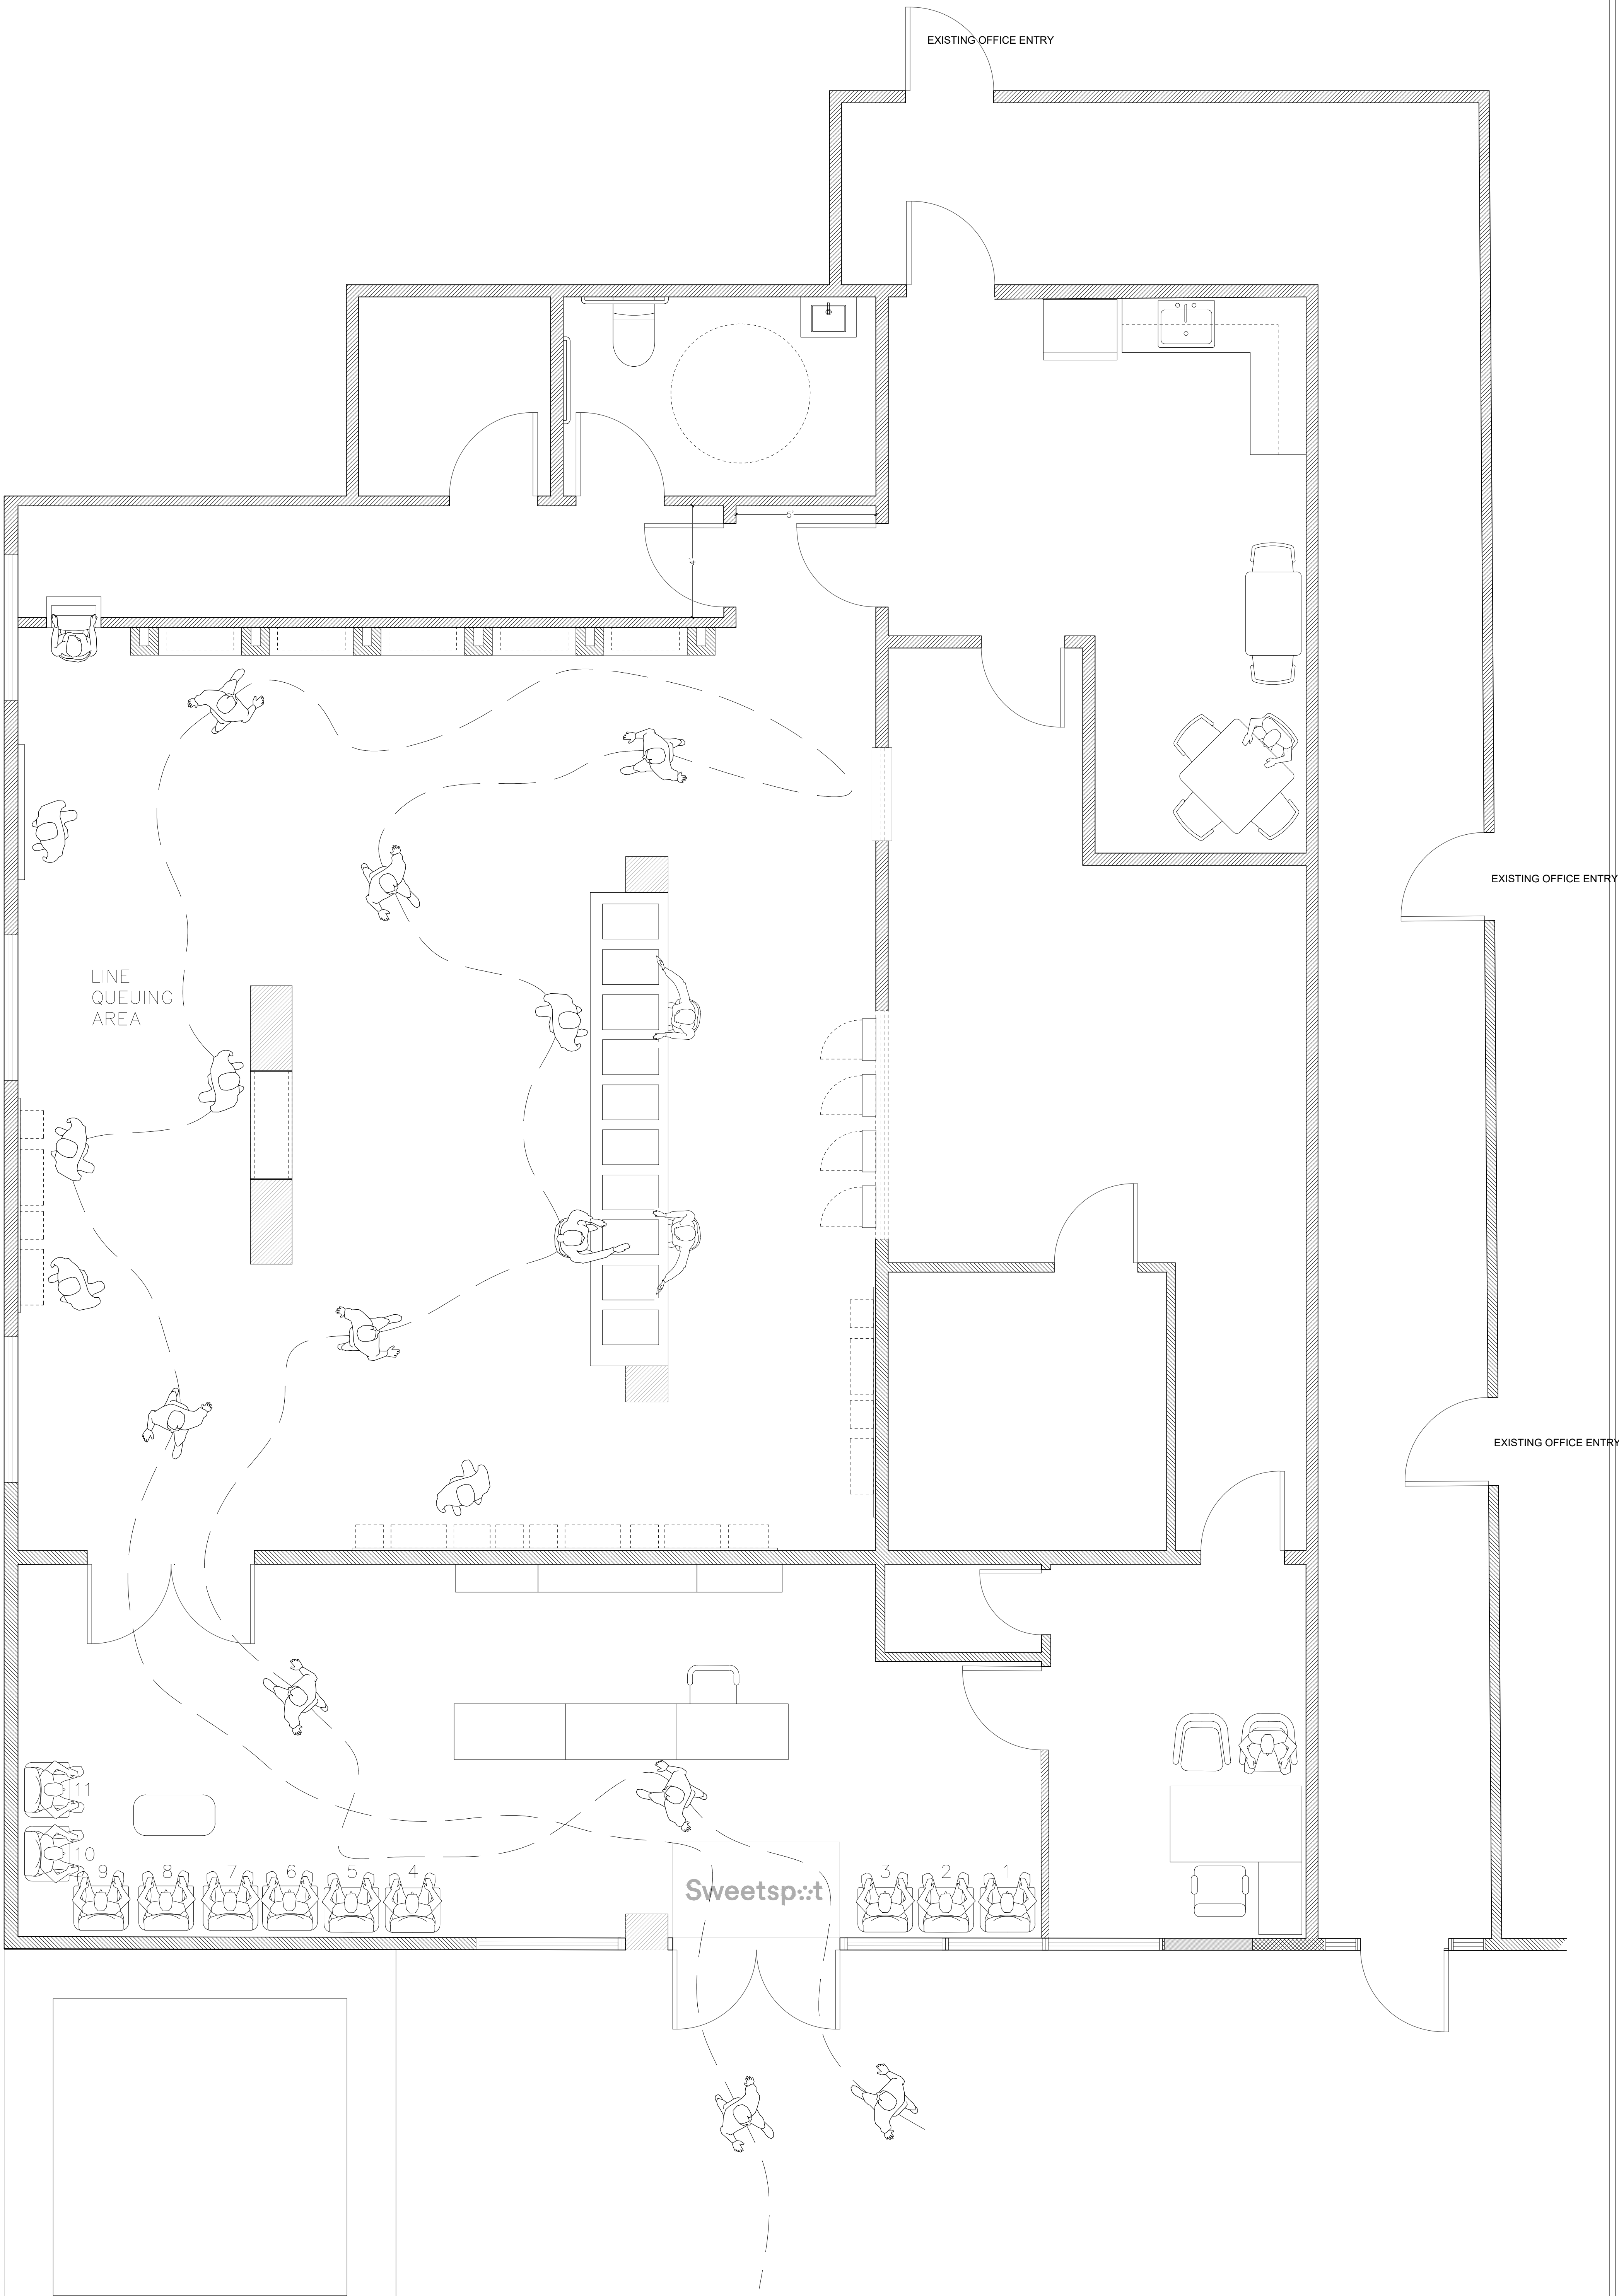 EXISTING OFFICE ENTRY
5'
4'
EXISTING OFFICE ENTRY
LINE
QUEUING
AREA
EXISTING OFFICE ENTRY
11
10
9
8
7
6
5
4
3
2
1
Sweetspot